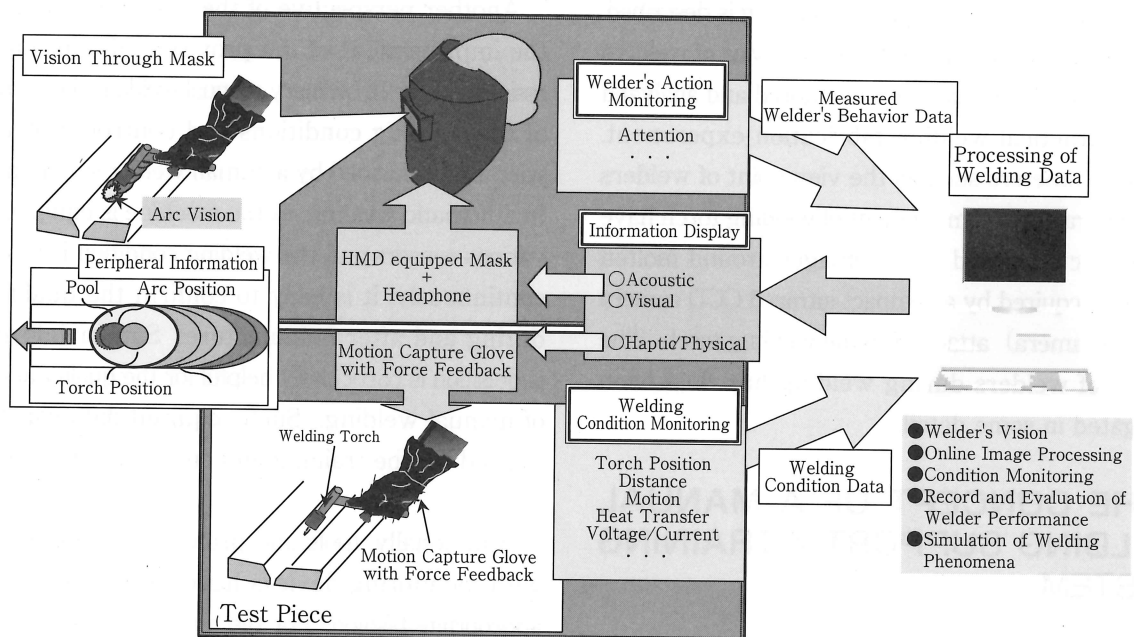 Vision Through Mask
Arc Vision
Peripheral Information
Pool
Arc Position
Torch Position
HMD equipped Mask
+
Headphone
Motion Capture Glove
with Force Feedback
Welding Torch
Motion Capture Glove
with Force Feedback
Test Piece
Welder's Action
Monitoring
Attention
. . .
Information Display
○Acoustic
○Visual
○Haptic/Physical
Welding
Condition Monitoring
Torch Position
Distance
Motion
Heat Transfer
Voltage/Current
. . .
Measured
Welder's Behavior Data
Welding
Condition Data
Processing of
Welding Data
●Welder's Vision
●Online Image Processing
●Condition Monitoring
●Record and Evaluation of
Welder Performance
●Simulation of Welding
Phenomena